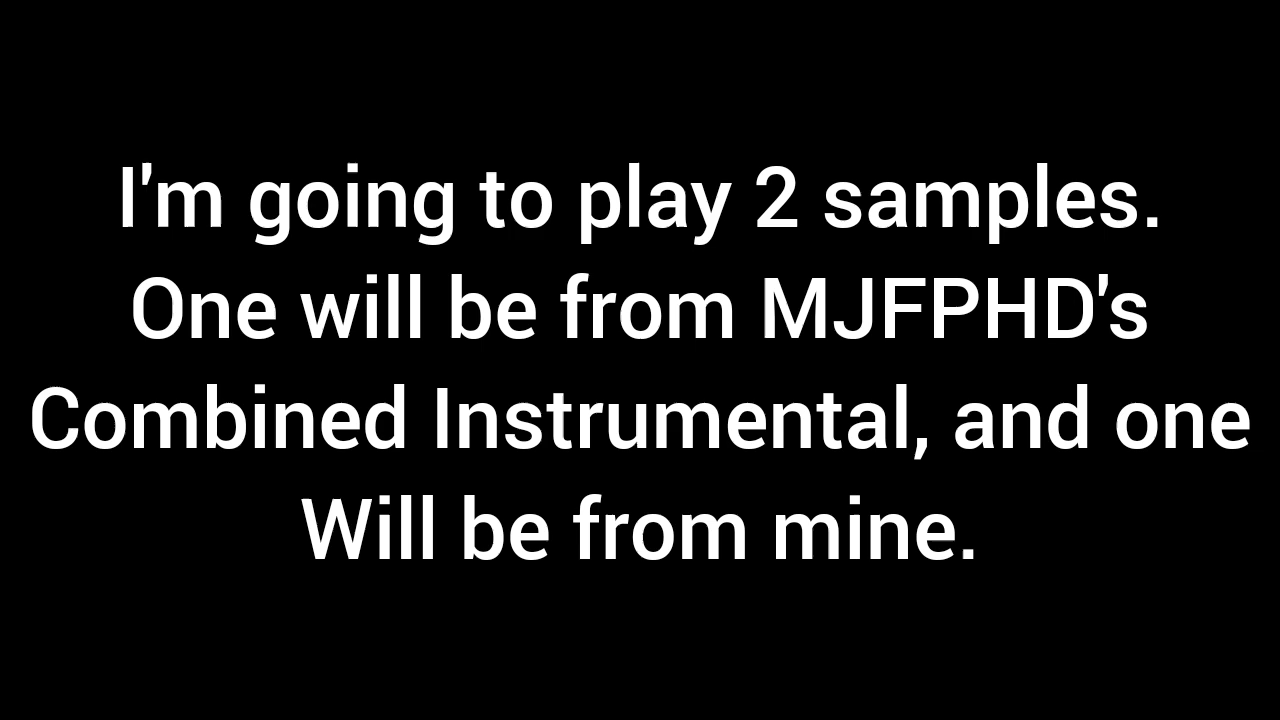 I'm going to play 2 samples.
One will be from MJFPHD's
Combined Instrumental, and one
Will be from mine.